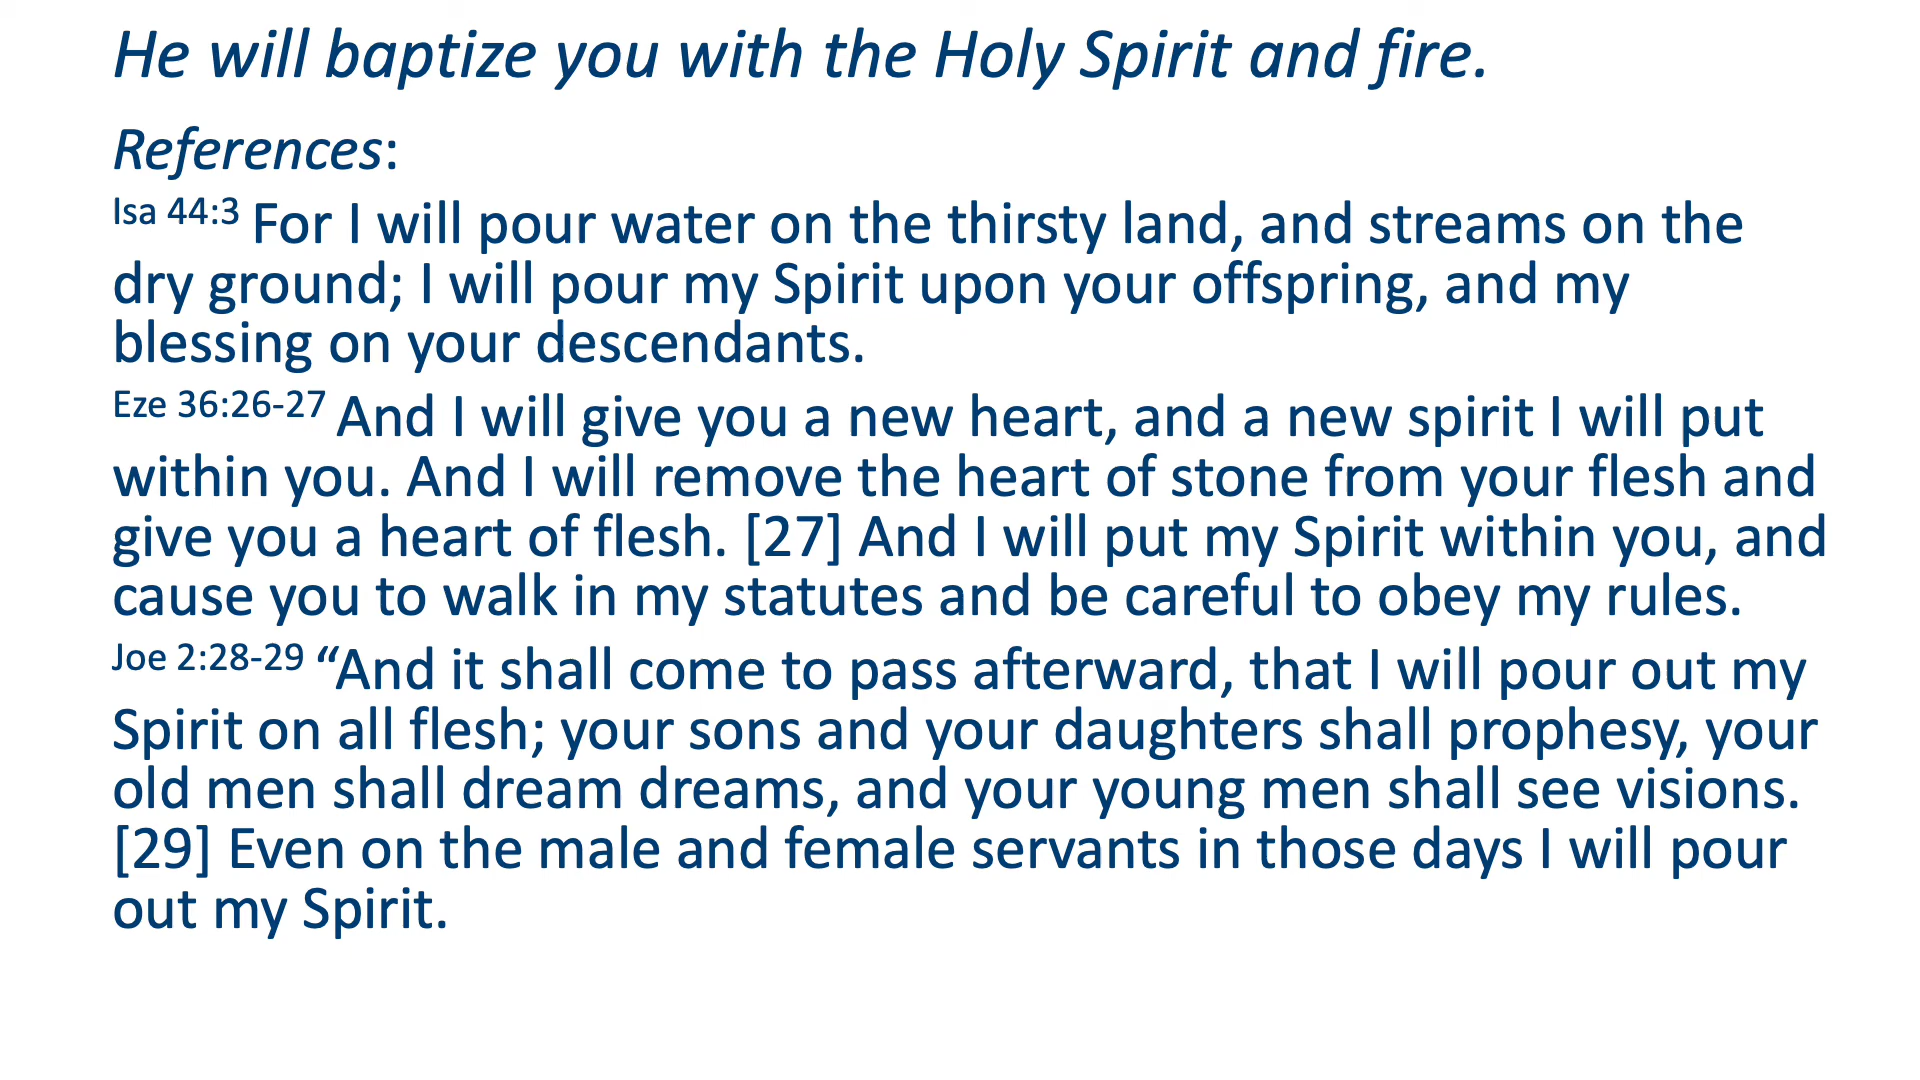 He will baptize you with the Holy Spirit and fire.
References:
Isa 44:3 For I will pour water on the thirsty land, and streams on the
dry ground; I will pour my Spirit upon your offspring, and my
blessing on your descendants.
Eze 36:26-27 And I will give you a new heart, and a new spirit I will put
within you. And I will remove the heart of stone from your flesh and
give you a heart of flesh. [27] And I will put my Spirit within you, and
cause you to walk in my statutes and be careful to obey my rules.
Joe 2:28-29 “And it shall come to pass afterward, that I will pour out my
Spirit on all flesh; your sons and your daughters shall prophesy, your
old men shall dream dreams, and your young men shall see visions.
[29] Even on the male and female servants in those days I will pour
out my Spirit.